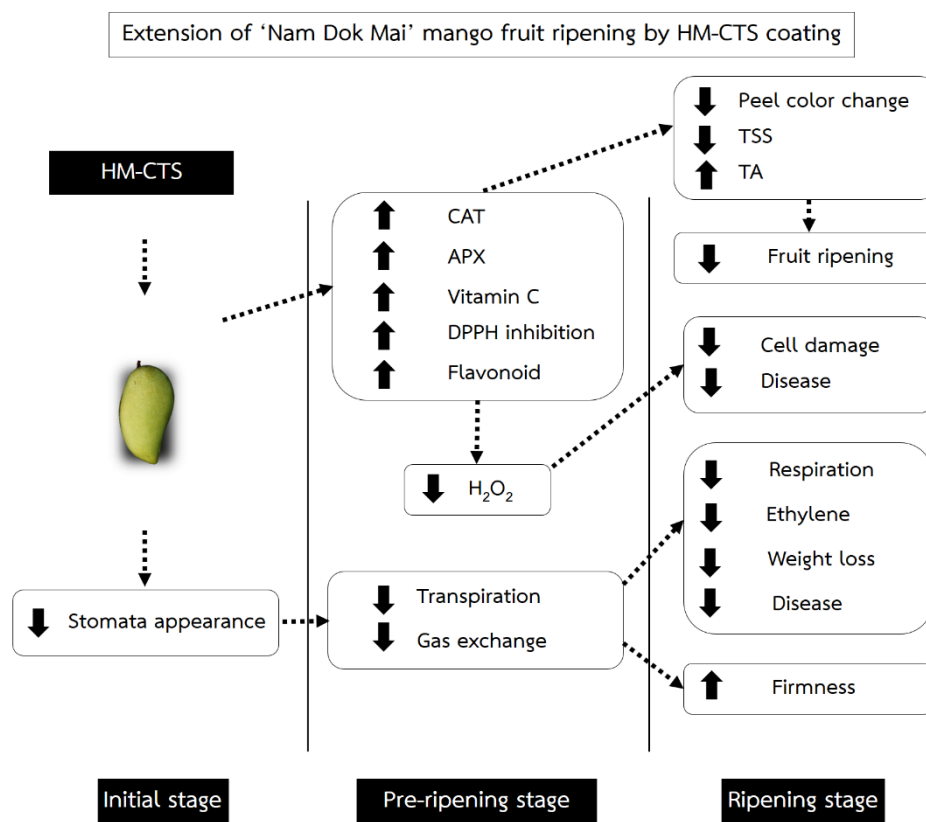 Extension of ‘Nam Dok Mai’ mango fruit ripening by HM-CTS coating
HM-CTS
Stomata appearance
CAT
APX
Vitamin C
DPPH inhibition
Flavonoid
H₂O₂
Transpiration
Gas exchange
Peel color change
TSS
TA
Fruit ripening
Cell damage
Disease
Respiration
Ethylene
Weight loss
Disease
Firmness
Initial stage
Pre-ripening stage
Ripening stage